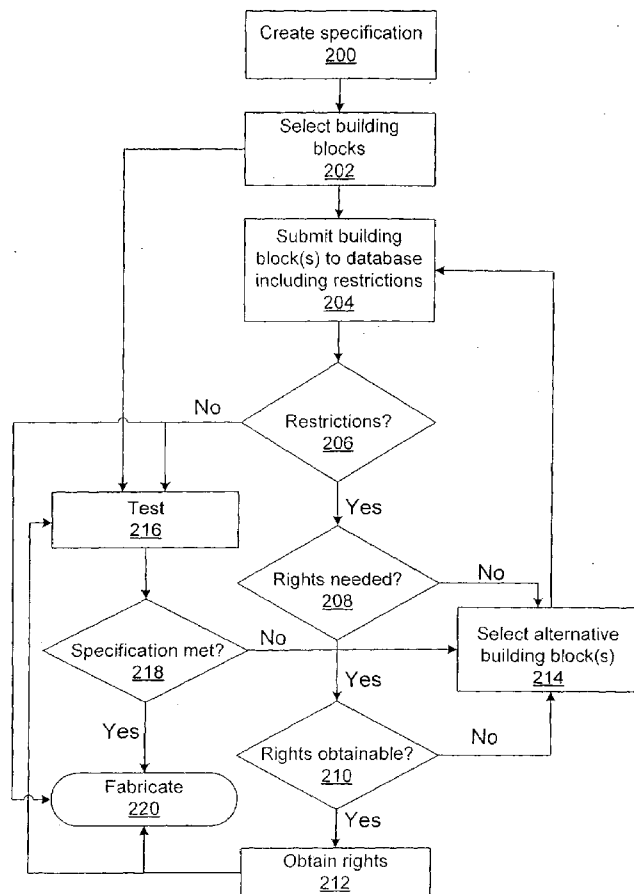 Create specification
200
Select building
blocks
202
Submit building
block(s) to database
including restrictions
204
No
Restrictions?
206
Yes
Test
216
Rights needed?
208
No
Specification met?
218
No
Select alternative
building block(s)
214
Yes
Yes
Rights obtainable?
210
No
Fabricate
220
Yes
Obtain rights
212